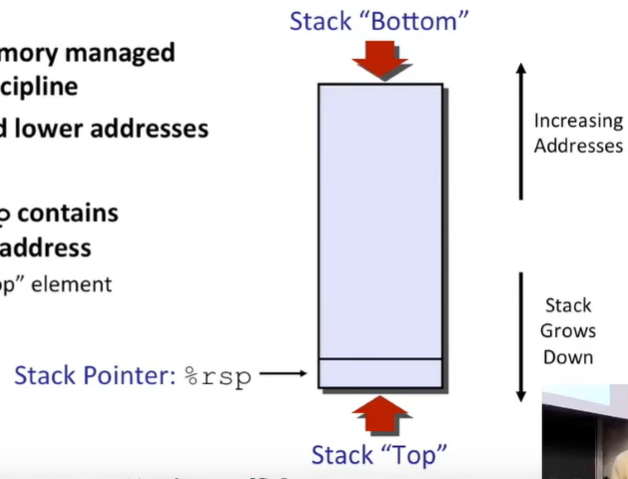 Stack “Bottom”
mory managed
cipline
d lower addresses
Increasing
Addresses
contains
address
op” element
Stack
Grows
Down
Stack Pointer: %rsp
Stack “Top”